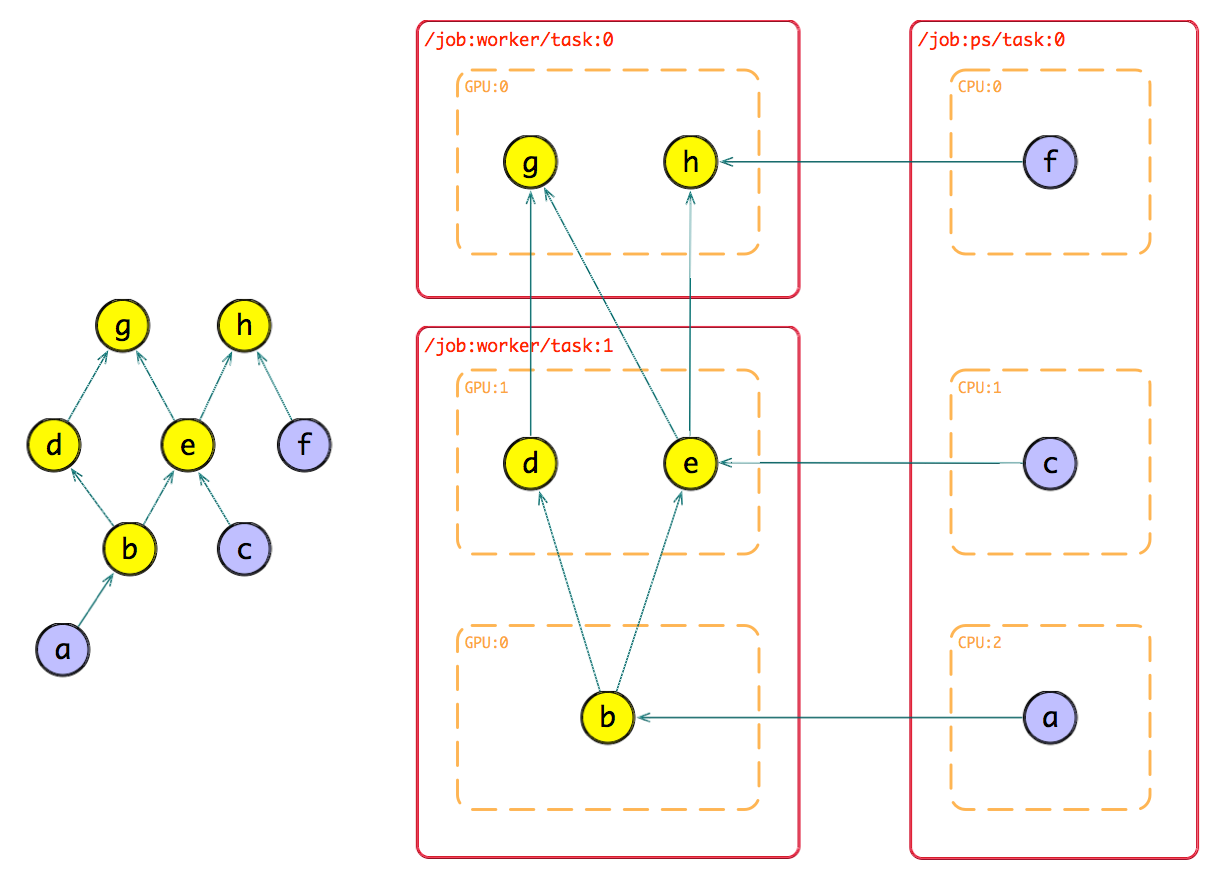 g h
d e f
b c
a
/job:worker/task:0
GPU:0
g h
/job:worker/task:1
GPU:1
d e
GPU:0
b
/job:ps/task:0
CPU:0
f
CPU:1
c
CPU:2
a